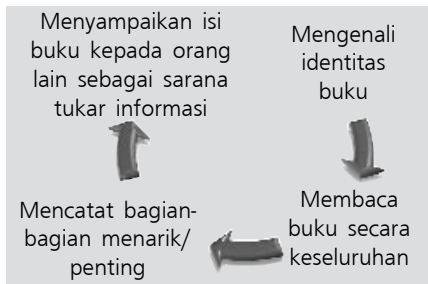 Menyampaikan isi
buku kepada orang
lain sebagai sarana
tukar informasi
Mengenali
identitas
buku
Membaca
buku secara
keseluruhan
Mencatat bagian-
bagian menarik/
penting